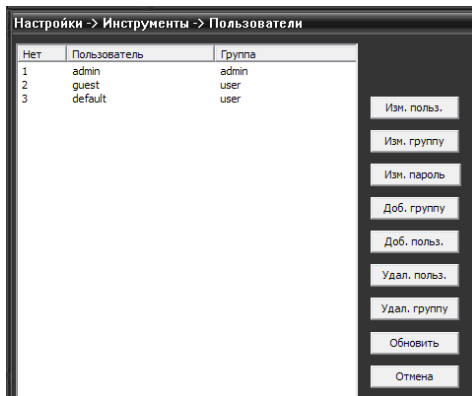 Настройки -> Инструменты -> Пользователи
Нет Пользователь Группа
1 admin admin
2 guest user
3 default user
Изм. польз.
Изм. группу
Изм. пароль
Доб. группу
Доб. польз.
Удал. польз.
Удал. группу
Обновить
Отмена